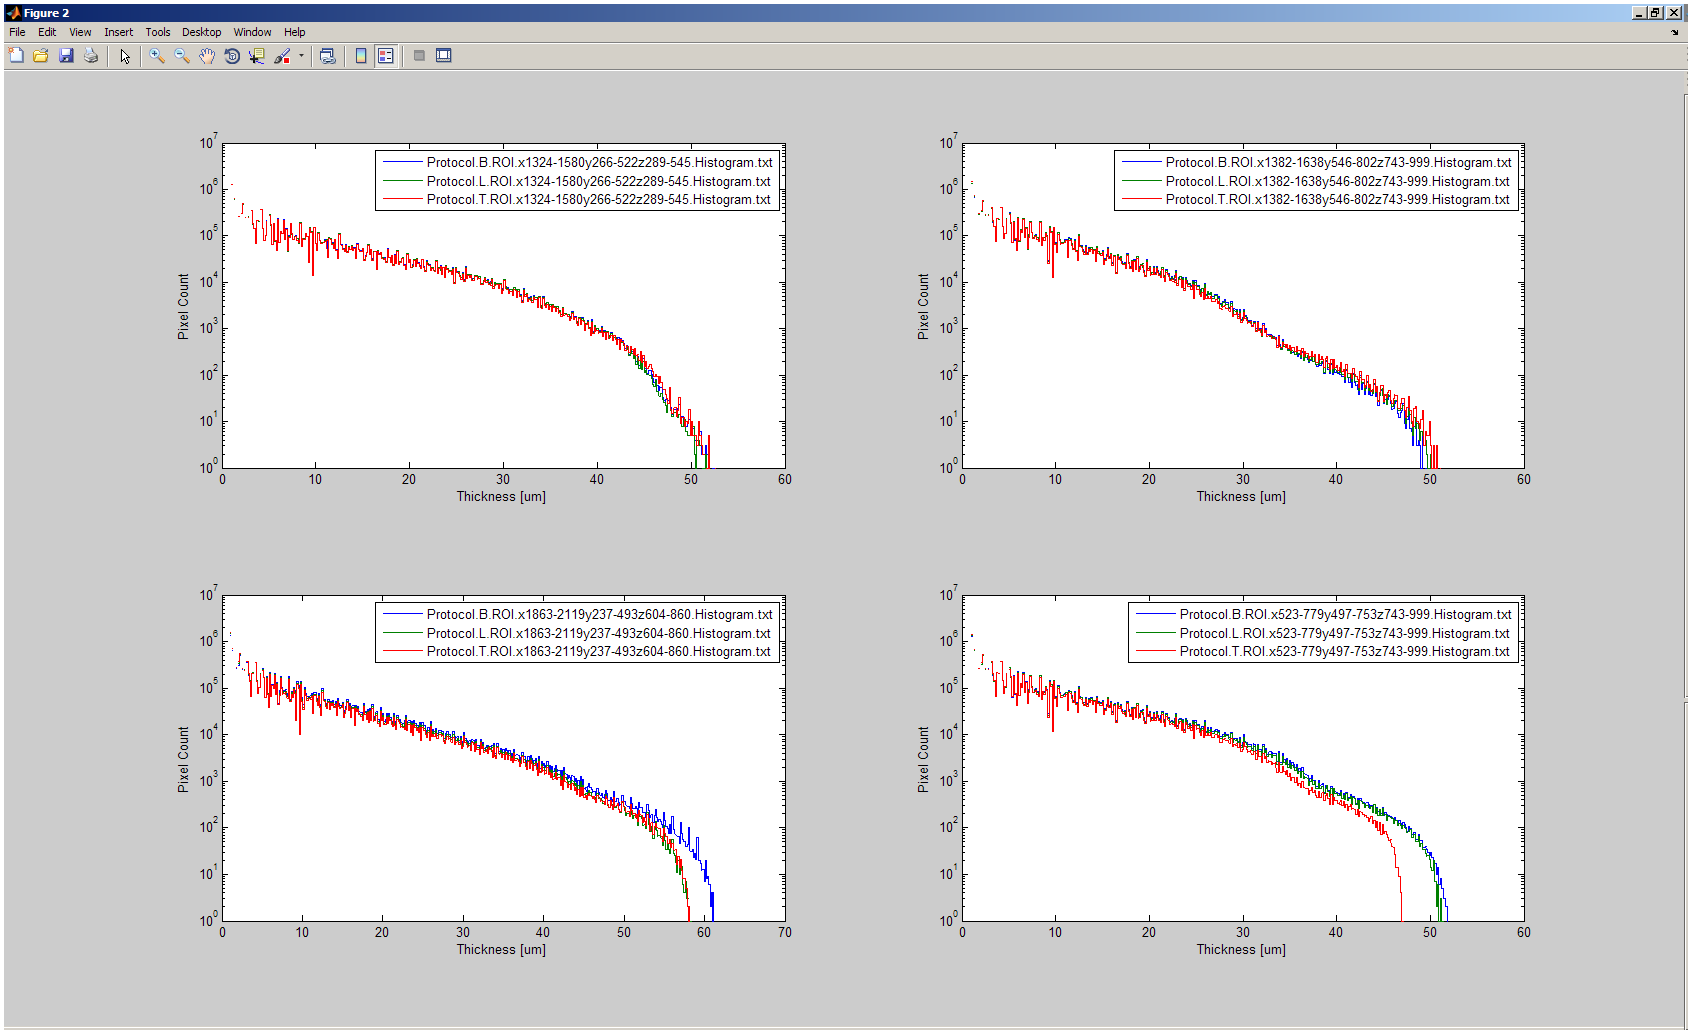 Figure 2
File Edit View Insert Tools Desktop Window Help
10^7
10^6
10^5
10^4
10^3
10^2
10^1
10^0
Pixel Count
Protocol.B.ROI.x1324-1580y266-522z289-545.Histogram.txt
Protocol.L.ROI.x1324-1580y266-522z289-545.Histogram.txt
Protocol.T.ROI.x1324-1580y266-522z289-545.Histogram.txt
0 10 20 30 40 50 60
Thickness [um]
10^7
10^6
10^5
10^4
10^3
10^2
10^1
10^0
Pixel Count
Protocol.B.ROI.x1382-1638y546-802z743-999.Histogram.txt
Protocol.L.ROI.x1382-1638y546-802z743-999.Histogram.txt
Protocol.T.ROI.x1382-1638y546-802z743-999.Histogram.txt
0 10 20 30 40 50 60
Thickness [um]
10^7
10^6
10^5
10^4
10^3
10^2
10^1
10^0
Pixel Count
Protocol.B.ROI.x1863-2119y237-493z604-860.Histogram.txt
Protocol.L.ROI.x1863-2119y237-493z604-860.Histogram.txt
Protocol.T.ROI.x1863-2119y237-493z604-860.Histogram.txt
0 10 20 30 40 50 60 70
Thickness [um]
10^7
10^6
10^5
10^4
10^3
10^2
10^1
10^0
Pixel Count
Protocol.B.ROI.x523-779y497-753z743-999.Histogram.txt
Protocol.L.ROI.x523-779y497-753z743-999.Histogram.txt
Protocol.T.ROI.x523-779y497-753z743-999.Histogram.txt
0 10 20 30 40 50 60
Thickness [um]